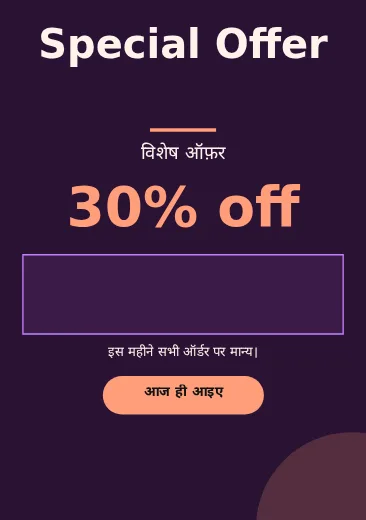 Special Offer
विशेष ऑफ़र
30% off
इस महीने सभी ऑर्डर पर मान्य।
आज ही आइए